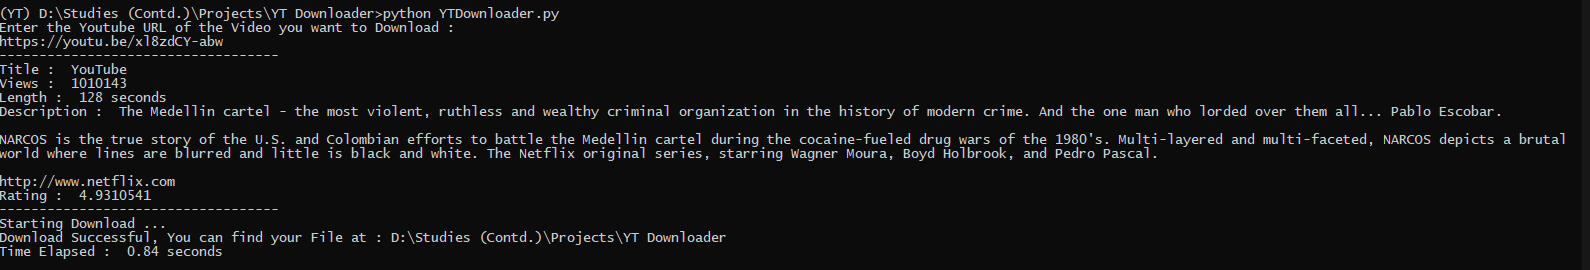 (YT) D:\Studies (Contd.)\Projects\YT Downloader>python YTDownloader.py
Enter the Youtube URL of the Video you want to Download :
https://youtu.be/xl8zdCY-abw
-----------------------------------
Title :  YouTube
Views :  1010143
Length :  128 seconds
Description :  The Medellin cartel - the most violent, ruthless and wealthy criminal organization in the history of modern crime. And the one man who lorded over them all... Pablo Escobar.
NARCOS is the true story of the U.S. and Colombian efforts to battle the Medellin cartel during the cocaine-fueled drug wars of the 1980's. Multi-layered and multi-faceted, NARCOS depicts a brutal
world where lines are blurred and little is black and white. The Netflix original series, starring Wagner Moura, Boyd Holbrook, and Pedro Pascal.
http://www.netflix.com
Rating :  4.9310541
-----------------------------------
Starting Download ...
Download Successful, You can find your File at : D:\Studies (Contd.)\Projects\YT Downloader
Time Elapsed :  0.84 seconds